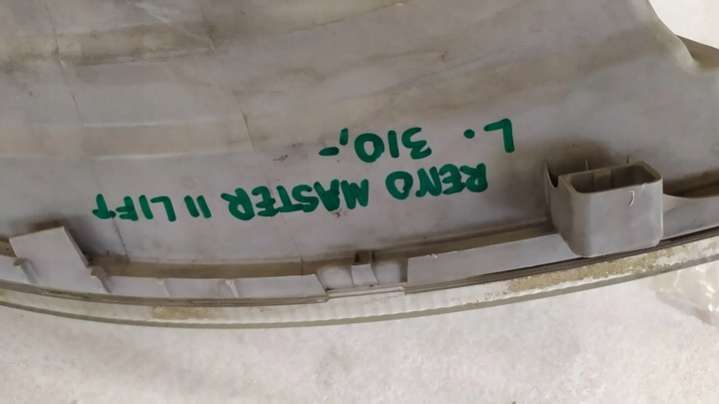 RENO MASTER II LIFT
L. 310,-